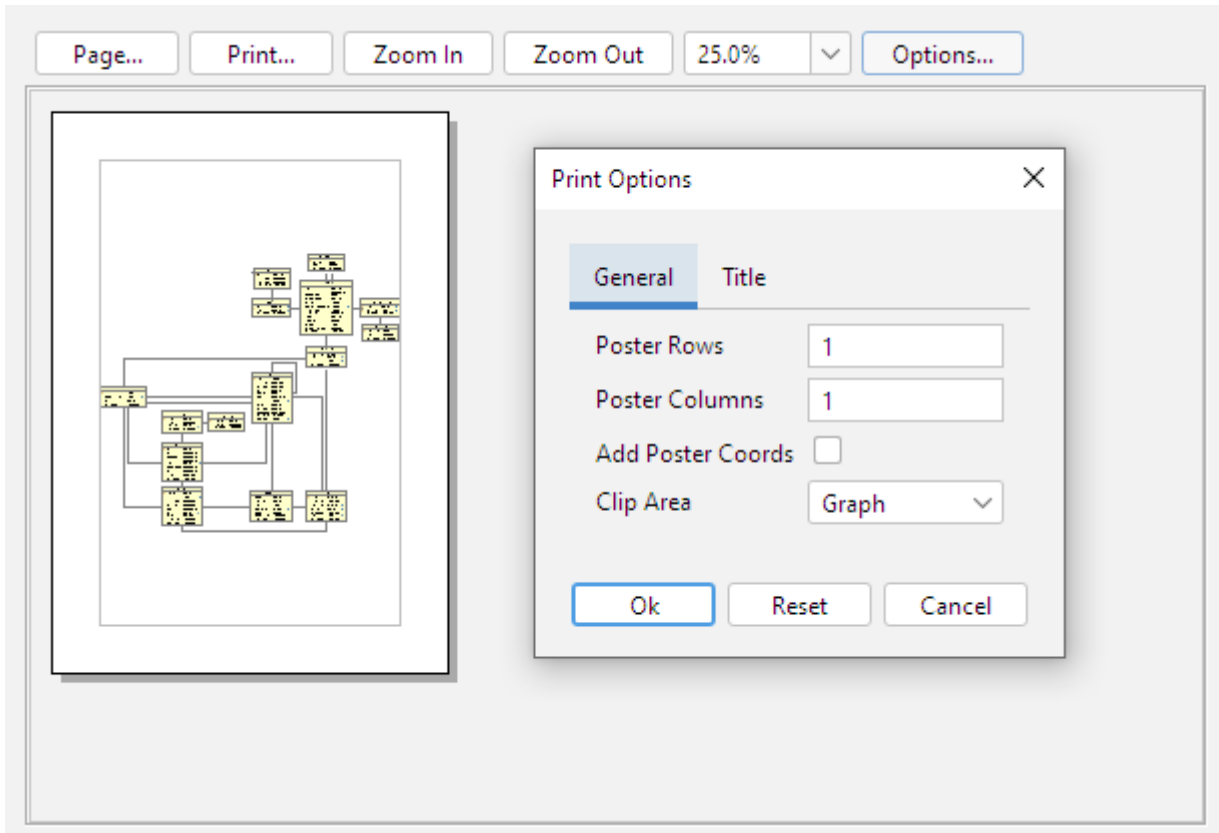 Page... Print... Zoom In Zoom Out 25.0% Options...
Print Options
General Title
Poster Rows 1
Poster Columns 1
Add Poster Coords
Clip Area Graph
Ok Reset Cancel